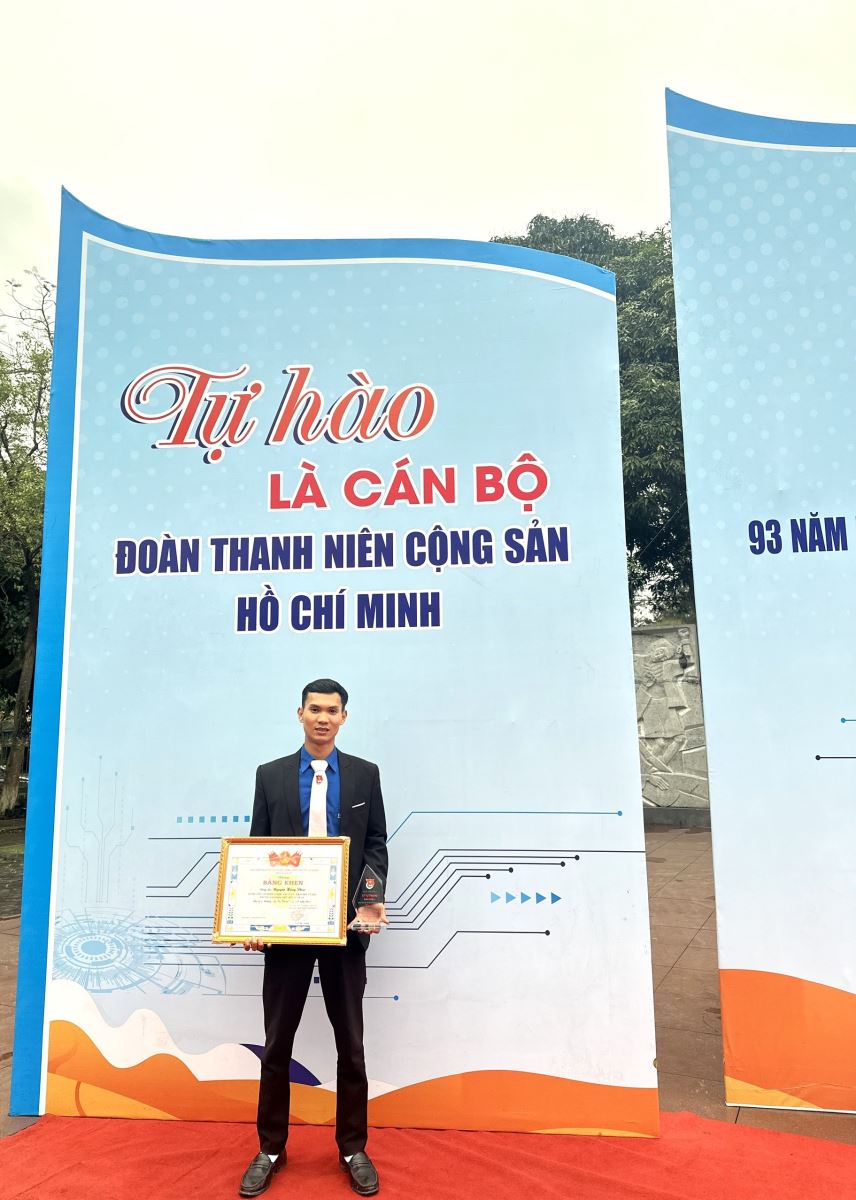 Tự hào
LÀ CÁN BỘ
ĐOÀN THANH NIÊN CỘNG SẢN
HỒ CHÍ MINH
93 NĂM
BẰNG KHEN